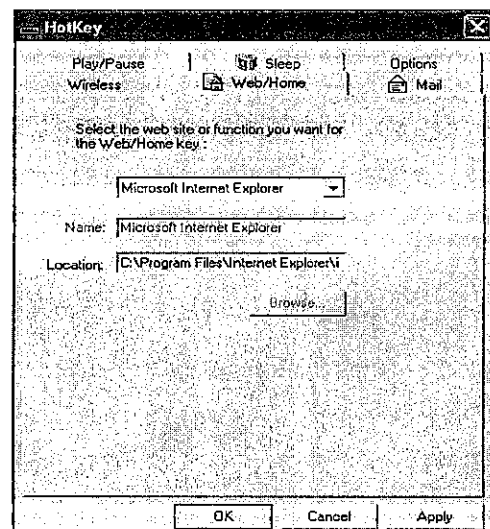 HotKey
Play/Pause Sleep Options
Wireless Web/Home Mail
Select the web site or function you want for
the Web/Home key :
Microsoft Internet Explorer
Name: Microsoft Internet Explorer
Location: C:\Program Files\Internet Explorer\i
Browse...
OK Cancel Apply